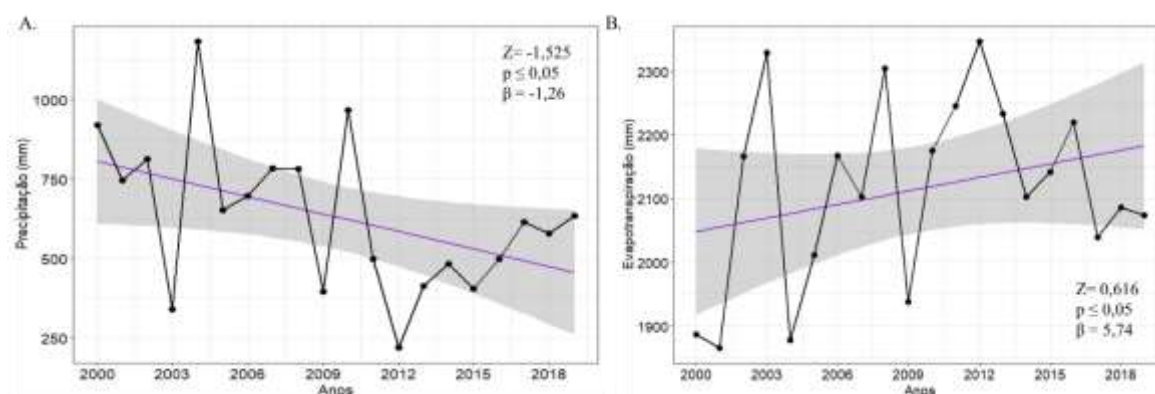 A.
Z= -1,525
p ≤ 0,05
β = -1,26
Precipitação (mm)
1000
750
500
250
2000 2003 2006 2009 2012 2015 2018
Anos
B.
Evapotranspiração (mm)
2300
2200
2100
2000
1900
Z= 0,616
p ≤ 0,05
β = 5,74
2000 2003 2006 2009 2012 2015 2018
Anos